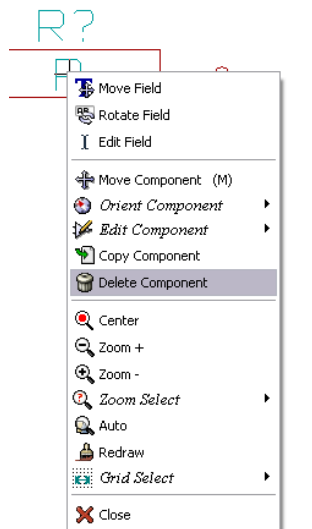 R?
R
Move Field
Rotate Field
Edit Field
Move Component (M)
Orient Component
Edit Component
Copy Component
Delete Component
Center
Zoom +
Zoom -
Zoom Select
Auto
Redraw
Grid Select
Close